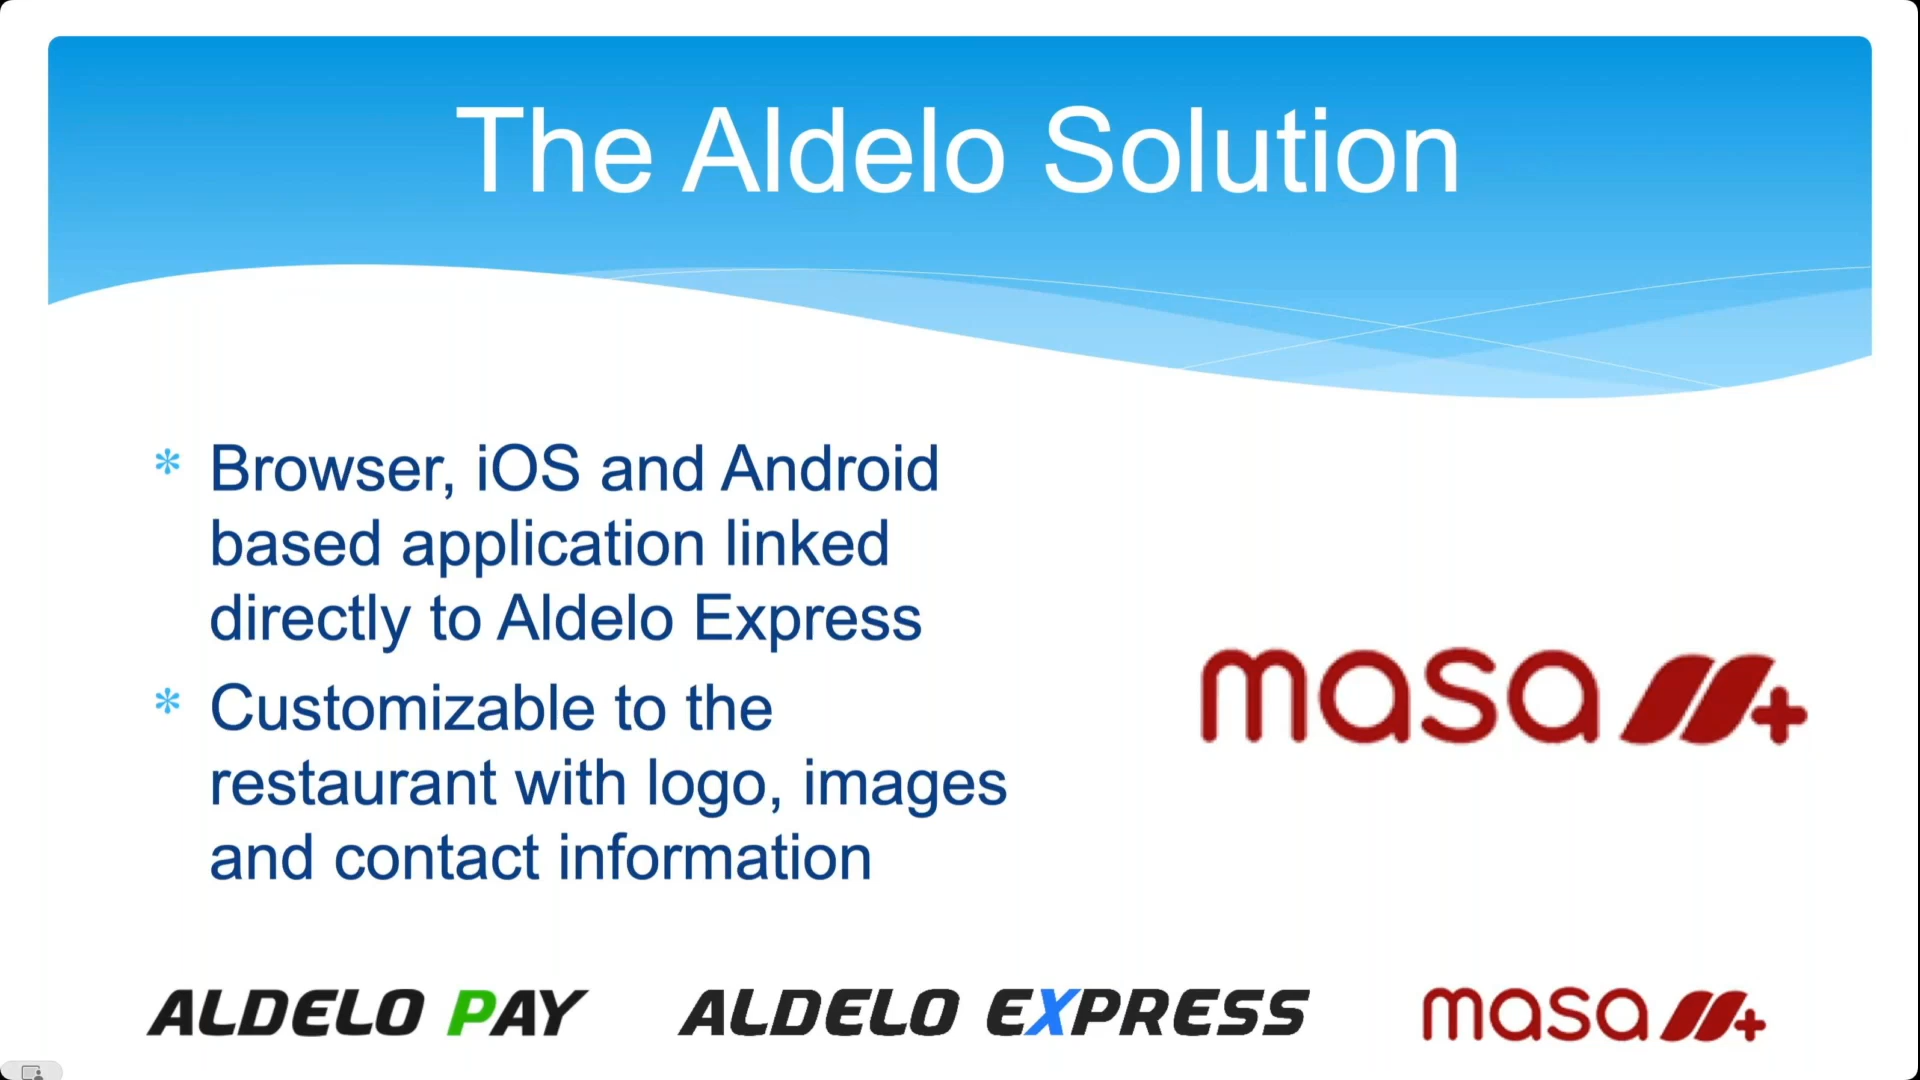 The Aldelo Solution
* Browser, iOS and Android
based application linked
directly to Aldelo Express
* Customizable to the
restaurant with logo, images
and contact information
masa+
ALDELO PAY
ALDELO EXPRESS
masa+